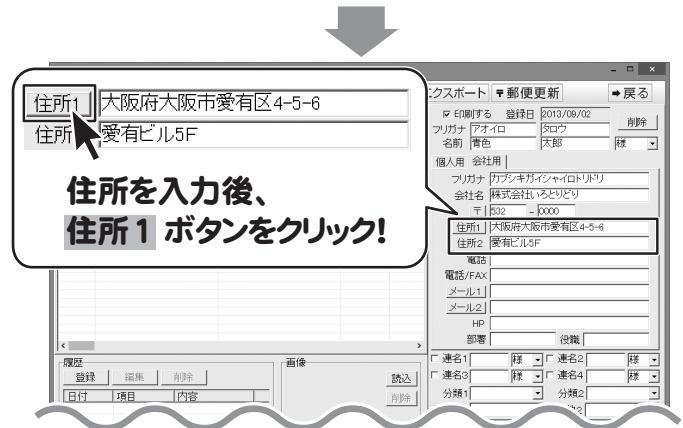 住所1 大阪府大阪市愛有区4-5-6
住所 愛有ビル5F
住所を入力後、
住所1 ボタンをクリック!
クスポート 〒郵便更新 ➡戻る
印刷する 登録日 2013/09/02 削除
フリガナ アオイロ タロウ
名前 青色 太郎 様
個人用 会社用
フリガナ カブシキガイシャイロトリドリ
会社名 株式会社いろとりどり
〒 532 - 0000
住所1 大阪府大阪市愛有区4-5-6
住所2 愛有ビル5F
電話
電話/FAX
メール1
メール2
HP
部署 役職
連名1 様 連名2 様
連名3 様 連名4 様
分類1 分類2
履歴 画像
登録 編集 削除 読込
日付 項目 内容 削除